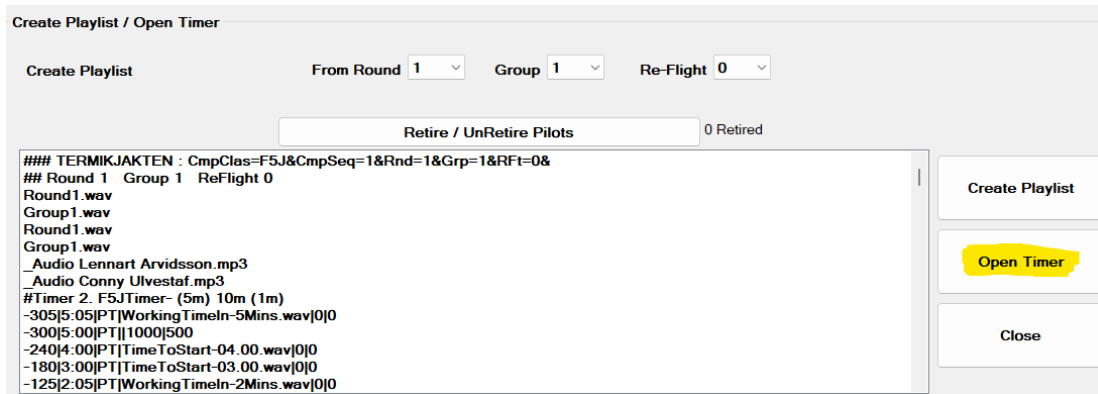 Create Playlist / Open Timer
Create Playlist
From Round 1 Group 1 Re-Flight 0
Retire / UnRetire Pilots 0 Retired
### TERMIKJAKTEN : CmpClas=F5J&CmpSeq=1&Rnd=1&Grp=1&RFt=0&
## Round 1 Group 1 ReFlight 0
Round1.wav
Group1.wav
Round1.wav
Group1.wav
_Audio Lennart Arvidsson.mp3
_Audio Conny Ulvestaf.mp3
#Timer 2. F5JTimer- (5m) 10m (1m)
-305|5:05|PT|WorkingTimeIn-5Mins.wav|0|0
-300|5:00|PT||1000|500
-240|4:00|PT|TimeToStart-04.00.wav|0|0
-180|3:00|PT|TimeToStart-03.00.wav|0|0
-125|2:05|PT|WorkingTimeIn-2Mins.wav|0|0
Create Playlist
Open Timer
Close